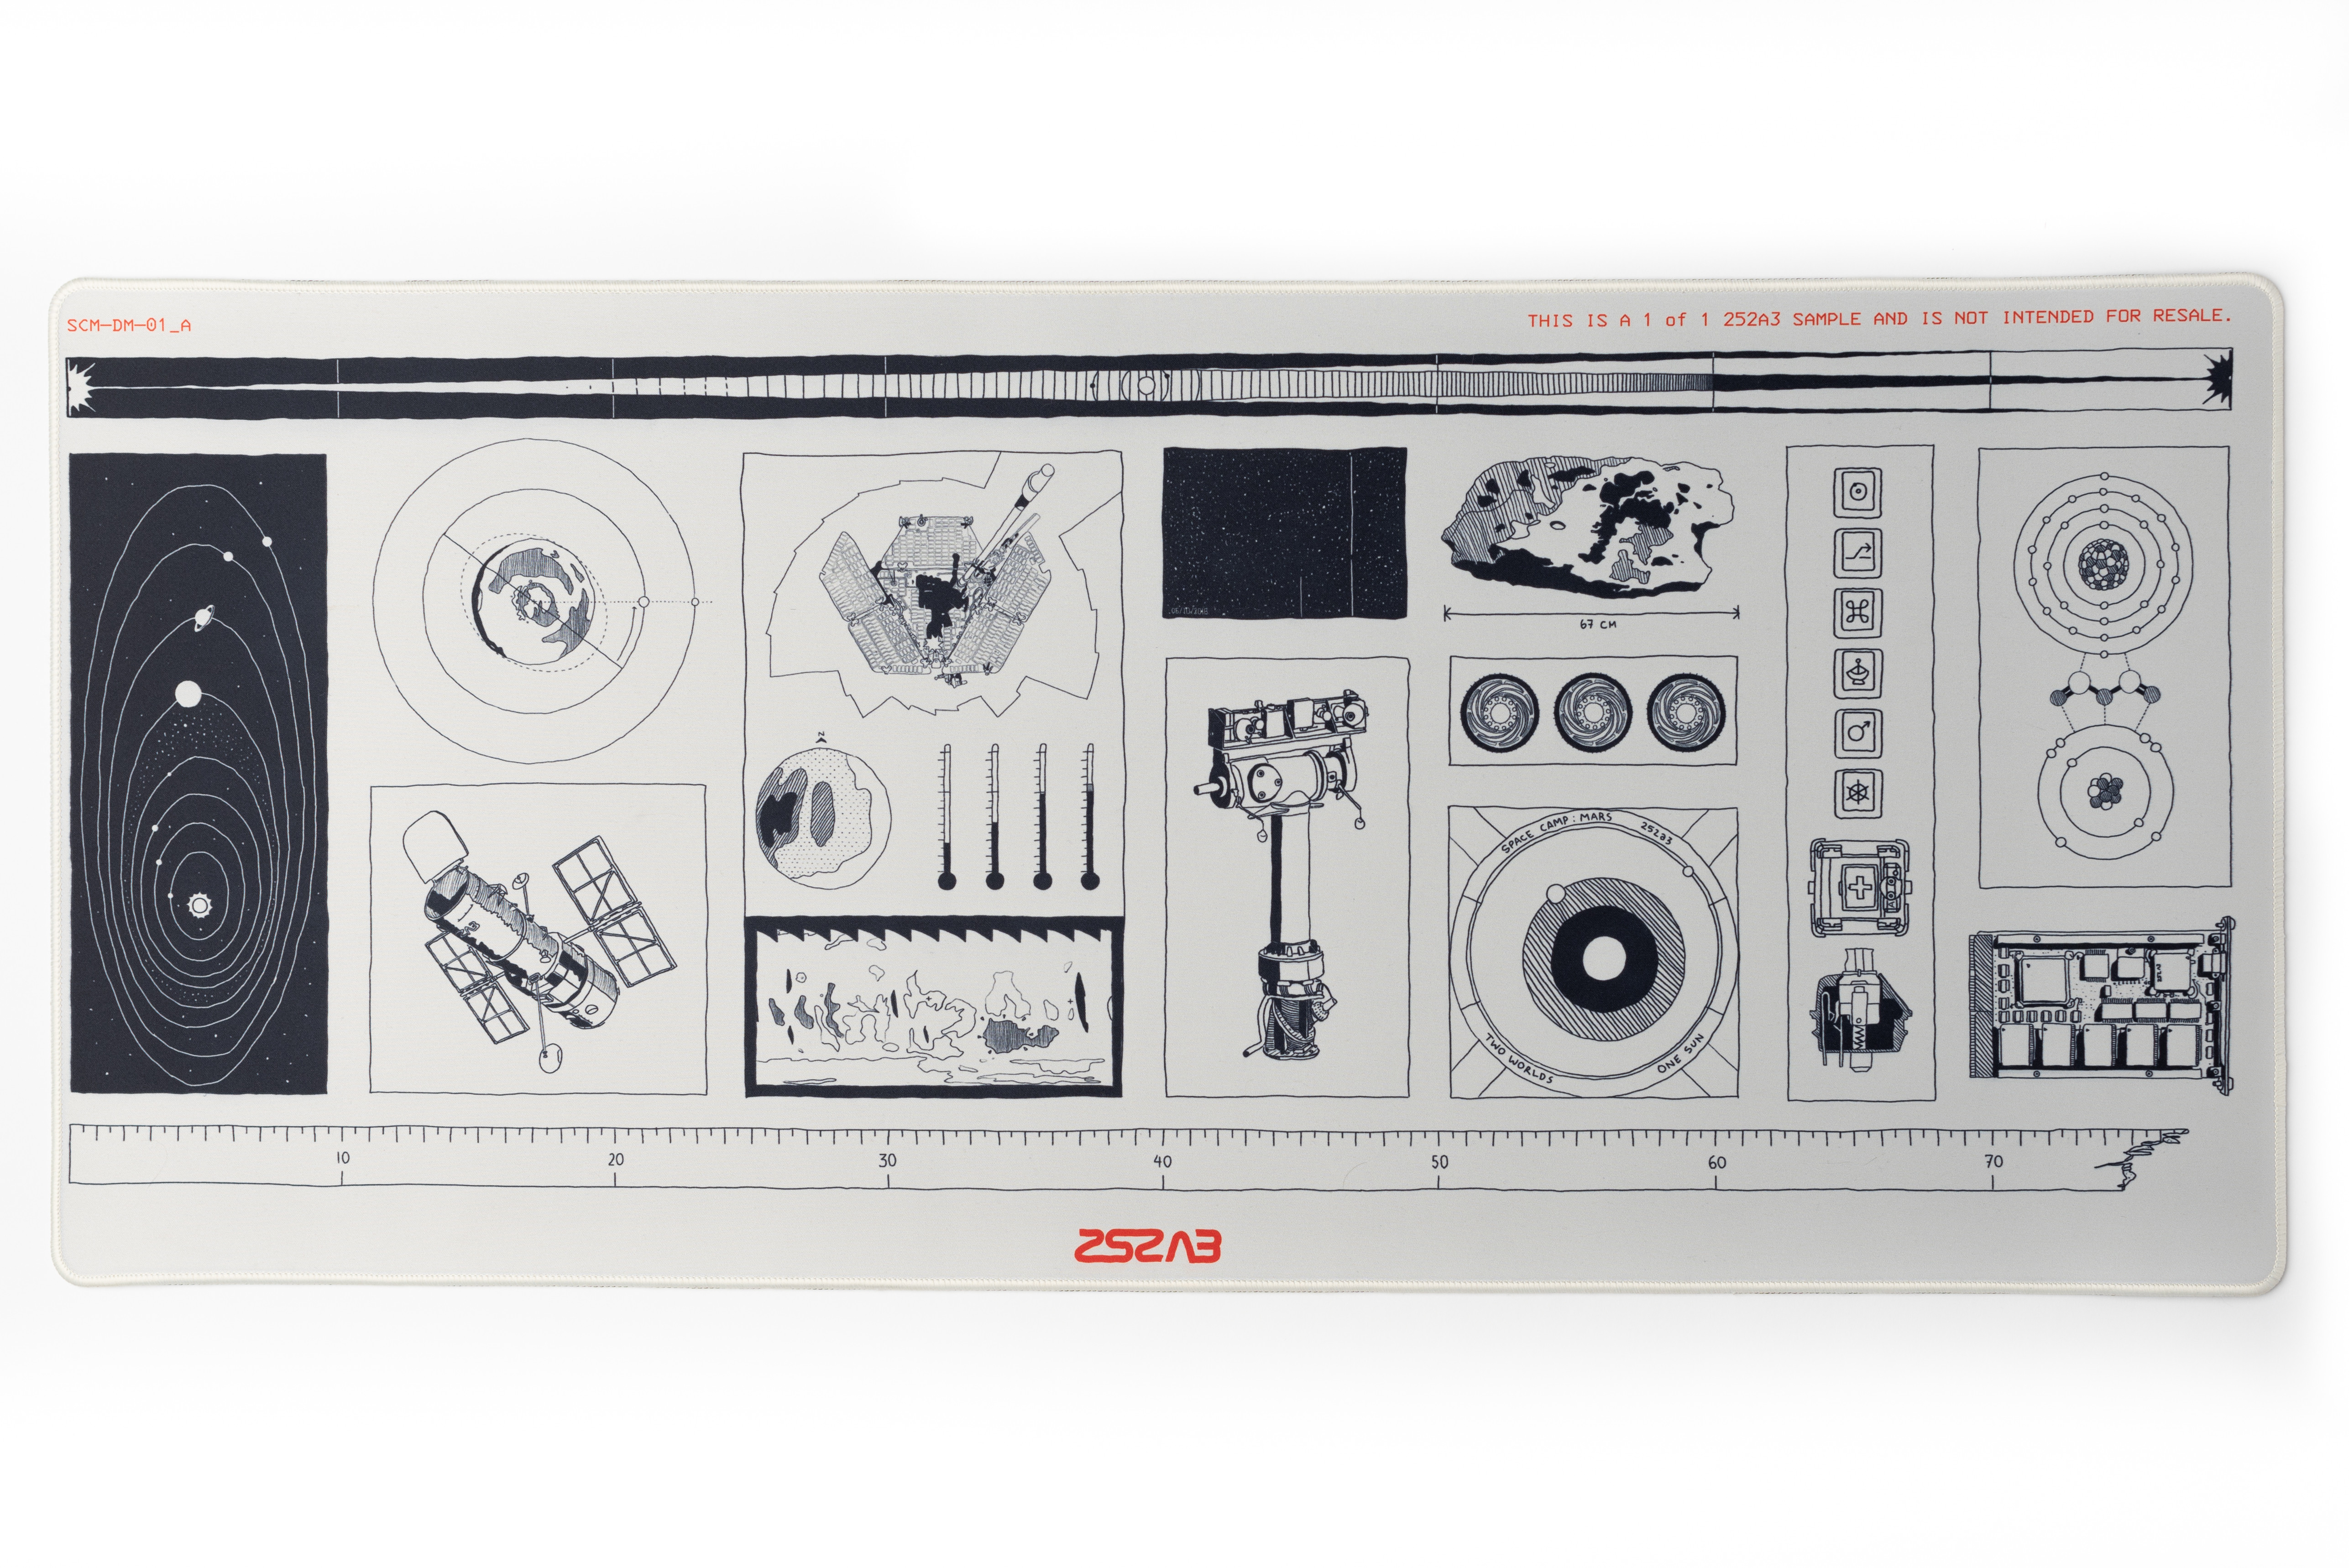 SCM-DM-01_A
THIS IS A 1 of 1 252A3 SAMPLE AND IS NOT INTENDED FOR RESALE.
67 CM
N
SPACE CAMP: MARS
252a3
TWO WORLDS
ONE SUN
10 20 30 40 50 60 70
252A3